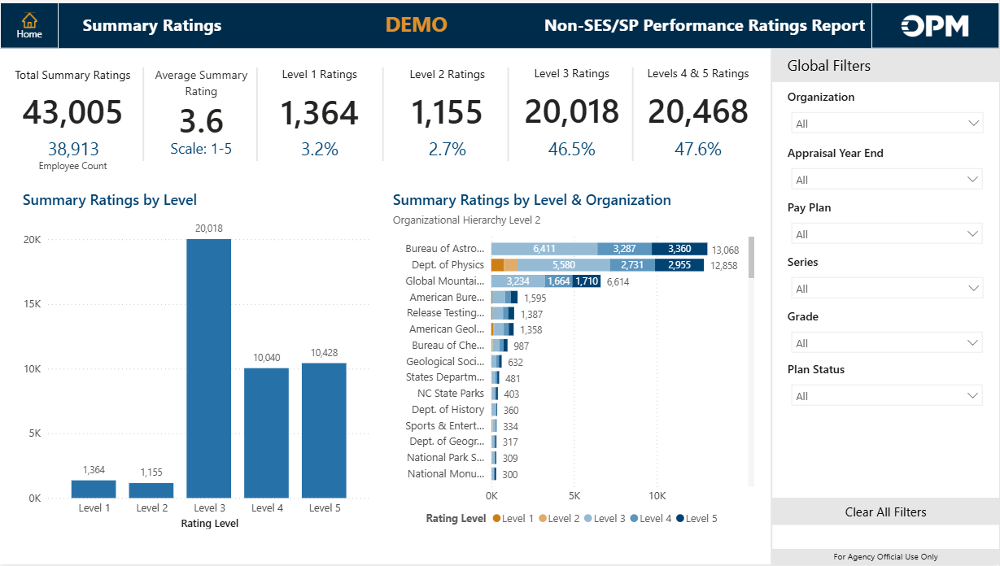 Home
Summary Ratings
DEMO
Non-SES/SP Performance Ratings Report
OPM
Total Summary Ratings
43,005
38,913
Employee Count
Average Summary
Rating
3.6
Scale: 1-5
Level 1 Ratings
1,364
3.2%
Level 2 Ratings
1,155
2.7%
Level 3 Ratings
20,018
46.5%
Levels 4 & 5 Ratings
20,468
47.6%
Summary Ratings by Level
20K
15K
10K
5K
0K
1,364
1,155
20,018
10,040
10,428
Level 1
Level 2
Level 3
Level 4
Level 5
Rating Level
Summary Ratings by Level & Organization
Organizational Hierarchy Level 2
Bureau of Astro... 6,411 3,287 3,360 13,068
Dept. of Physics 5,580 2,731 2,955 12,858
Global Mountai... 3,234 1,664 1,710 6,614
American Bure... 1,595
Release Testing... 1,387
American Geol... 1,358
Bureau of Che... 987
Geological Soci... 632
States Departm... 481
NC State Parks 403
Dept. of History 360
Sports & Entert... 334
Dept. of Geogr... 317
National Park S... 309
National Monu... 300
0K 5K 10K
Rating Level Level 1 Level 2 Level 3 Level 4 Level 5
Global Filters
Organization
All
Appraisal Year End
All
Pay Plan
All
Series
All
Grade
All
Plan Status
All
Clear All Filters
For Agency Official Use Only